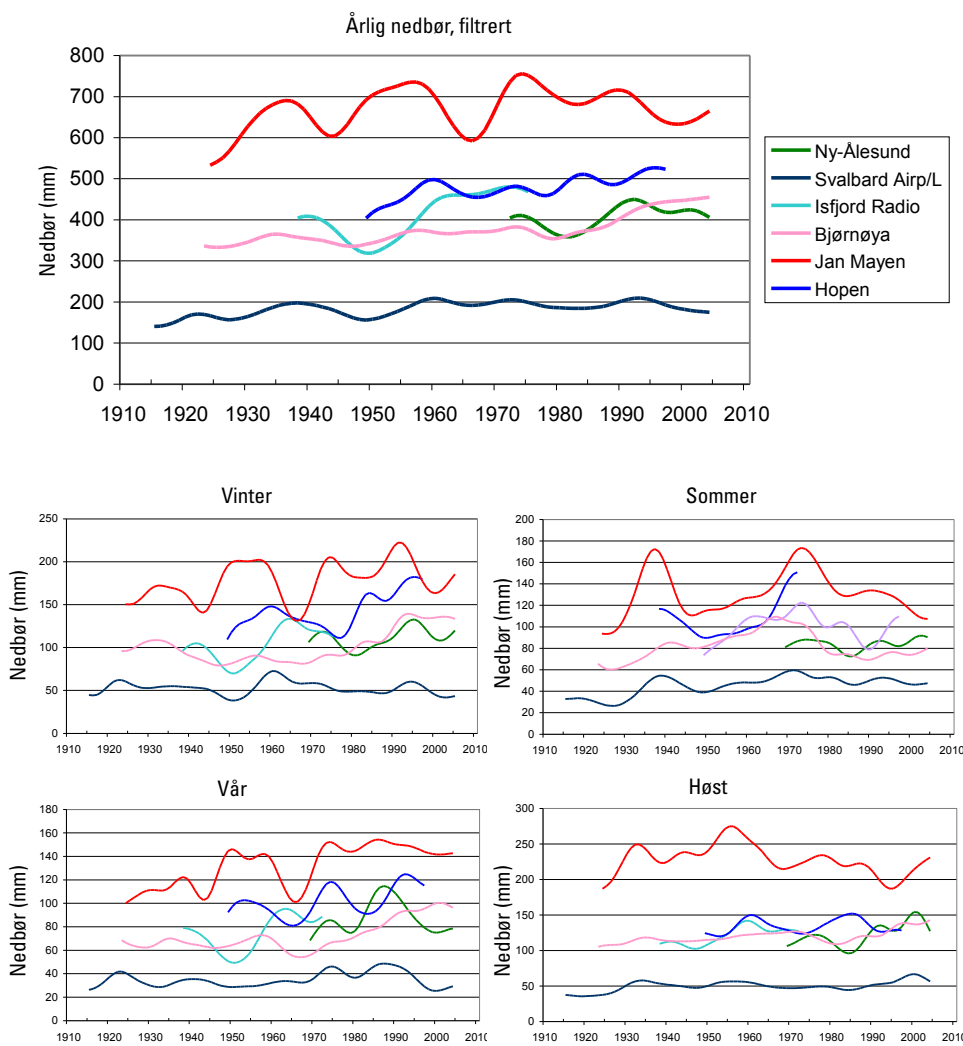 Årlig nedbør, filtrert
Nedbør (mm)
800
700
600
500
400
300
200
100
0
1910 1920 1930 1940 1950 1960 1970 1980 1990 2000 2010
Ny-Ålesund
Svalbard Airp/L
Isfjord Radio
Bjørnøya
Jan Mayen
Hopen
Vinter
Nedbør (mm)
250
200
150
100
50
0
1910 1920 1930 1940 1950 1960 1970 1980 1990 2000 2010
Sommer
Nedbør (mm)
200
180
160
140
120
100
80
60
40
20
0
1910 1920 1930 1940 1950 1960 1970 1980 1990 2000 2010
Vår
Nedbør (mm)
180
160
140
120
100
80
60
40
20
0
1910 1920 1930 1940 1950 1960 1970 1980 1990 2000 2010
Høst
Nedbør (mm)
300
250
200
150
100
50
0
1910 1920 1930 1940 1950 1960 1970 1980 1990 2000 2010